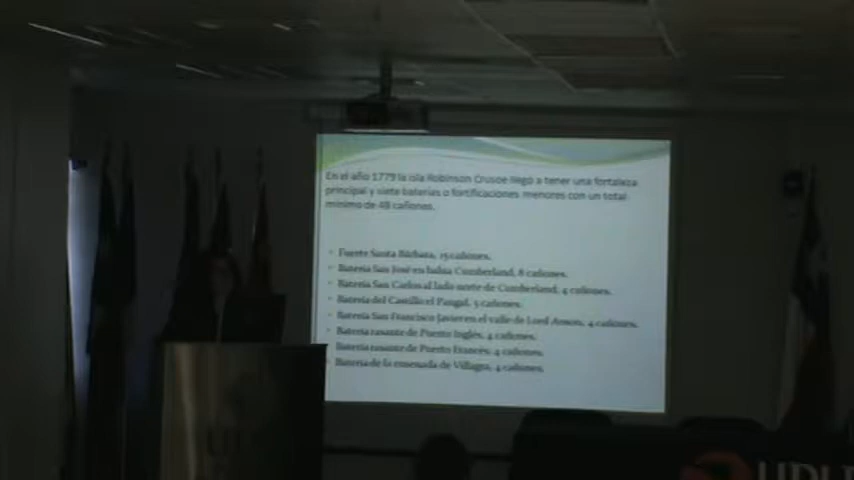 En el año 1779 la isla Robinson Crusoe llegó a tener una fortaleza
principal y siete baterías o fortificaciones menores con un total
mínimo de 48 cañones.
Fuerte Santa Bárbara, 15 cañones.
Batería San José en bahía Cumberland, 8 cañones.
Batería San Carlos al lado norte de Cumberland, 4 cañones.
Batería del Castillo el Pangal, 5 cañones.
Batería San Francisco Javier en el valle de Lord Anson, 4 cañones.
Batería rasante de Puerto Inglés, 4 cañones.
Batería rasante de Puerto Francés, 4 cañones.
Batería de la ensenada de Villagra, 4 cañones.